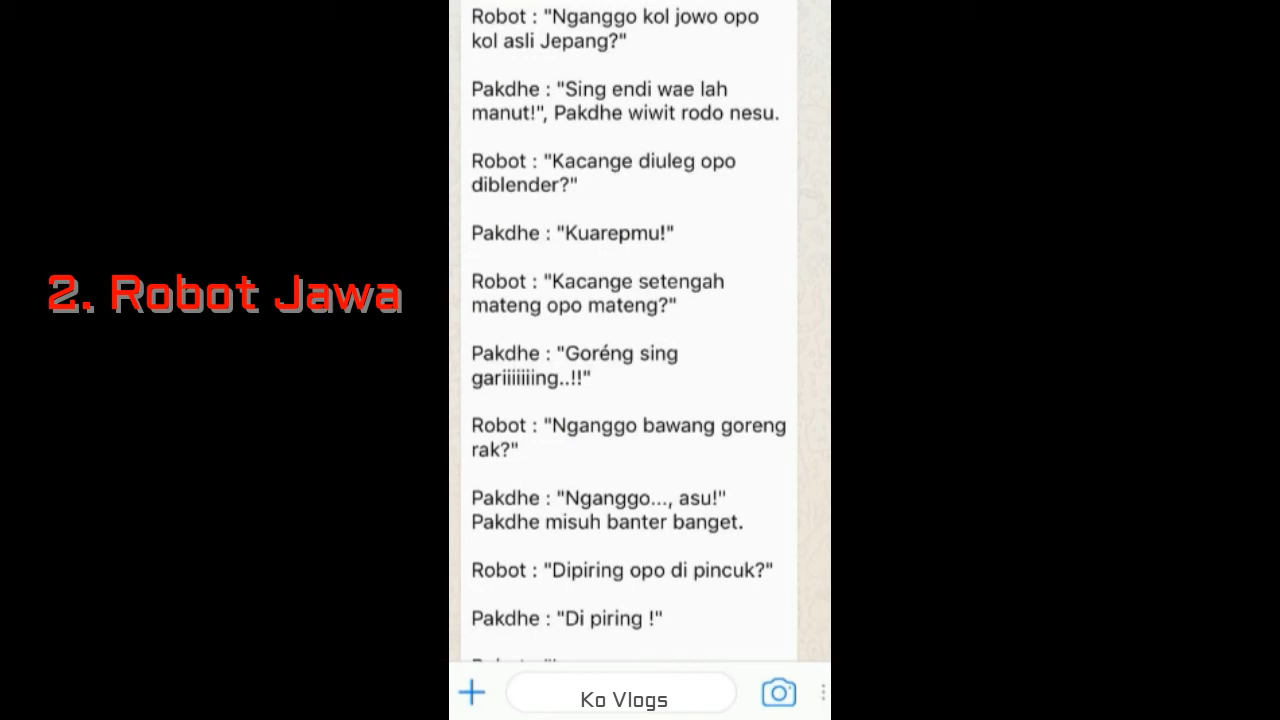 Robot : "Nganggo kol jowo opo
kol asli Jepang?"
Pakdhe : "Sing endi wae lah
manut!", Pakdhe wiwit rodo nesu.
Robot : "Kacange diuleg opo
diblender?"
Pakdhe : "Kuarepmu!"
2. Robot Jawa
Robot : "Kacange setengah
mateng opo mateng?"
Pakdhe : "Goréng sing
gariiiiiiing..!!"
Robot : "Nganggo bawang goreng
rak?"
Pakdhe : "Nganggo..., asu!"
Pakdhe misuh banter banget.
Robot : "Dipiring opo di pincuk?"
Pakdhe : "Di piring !"
Ko Vlogs